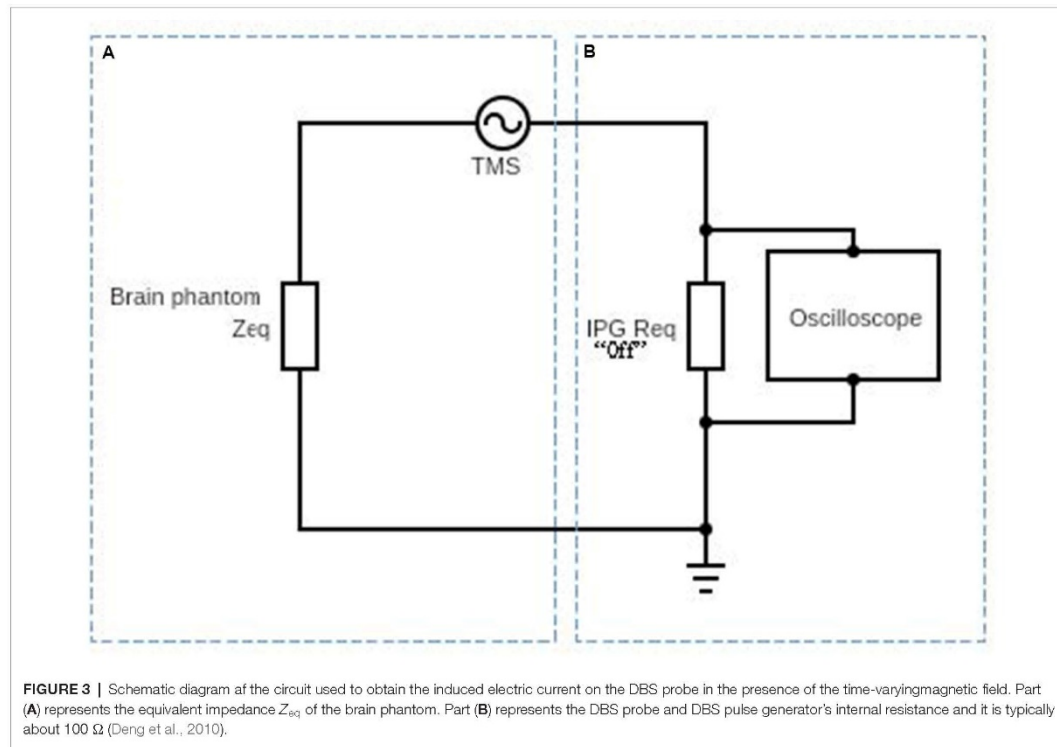 A
B
TMS
Brain phantom
Zeq
IPG Req
“Off”
Oscilloscope
FIGURE 3 | Schematic diagram af the circuit used to obtain the induced electric current on the DBS probe in the presence of the time-varyingmagnetic field. Part
(A) represents the equivalent impedance Zeq of the brain phantom. Part (B) represents the DBS probe and DBS pulse generator’s internal resistance and it is typically
about 100 Ω (Deng et al., 2010).